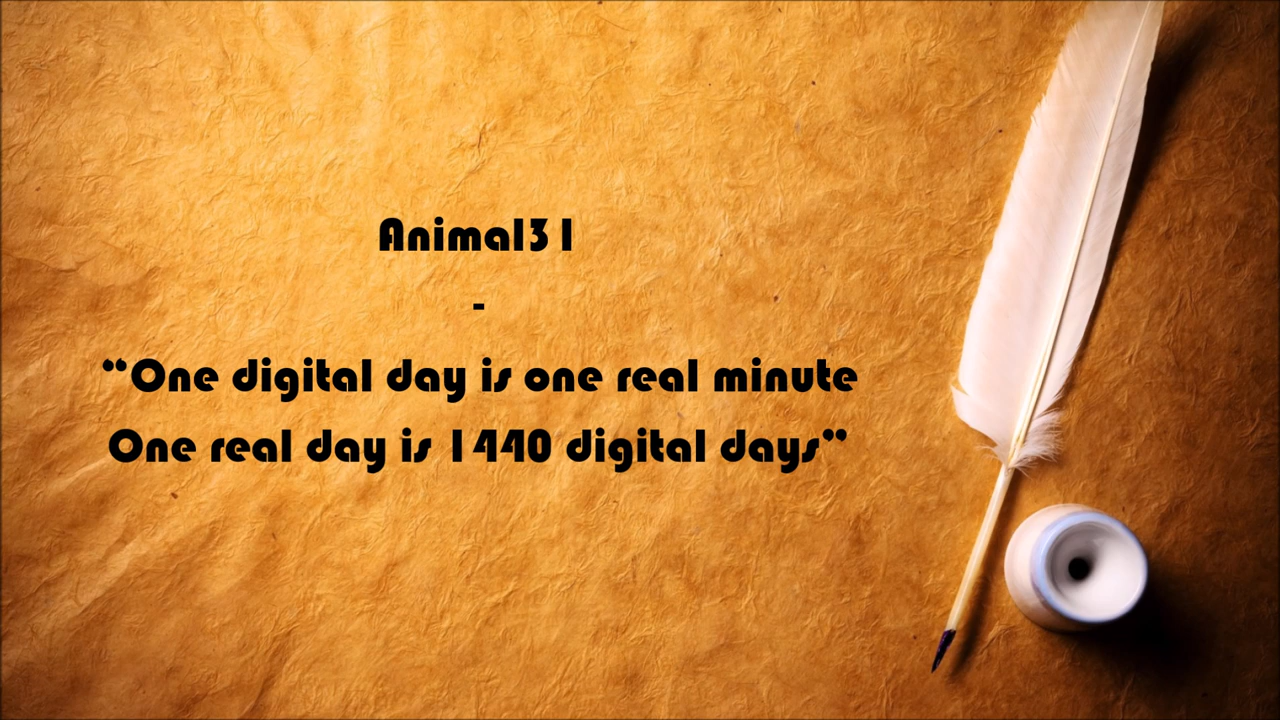 Animal31
-
“One digital day is one real minute
One real day is 1440 digital days”